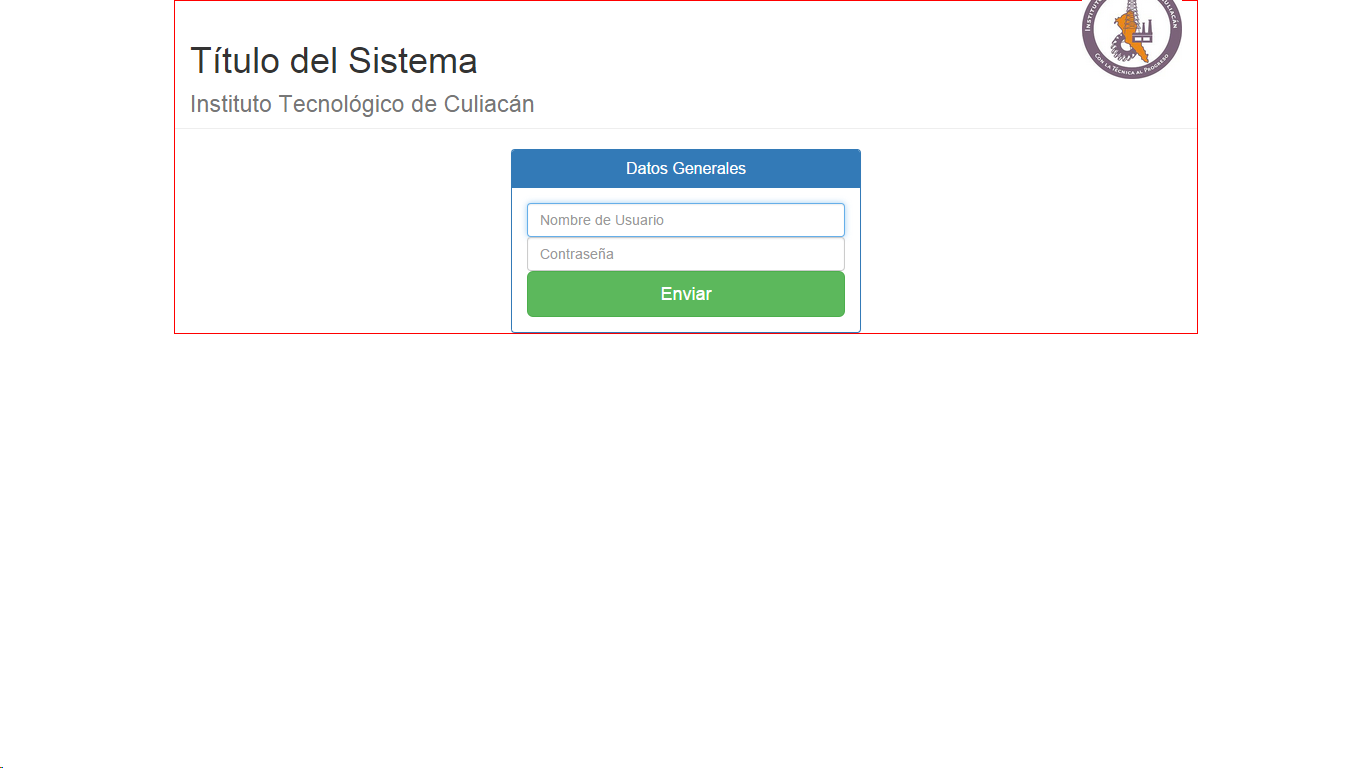 Título del Sistema
Instituto Tecnológico de Culiacán
CULIACÁN
CON LA TÉCNICA AL PROGRESO
Datos Generales
Nombre de Usuario
Contraseña
Enviar